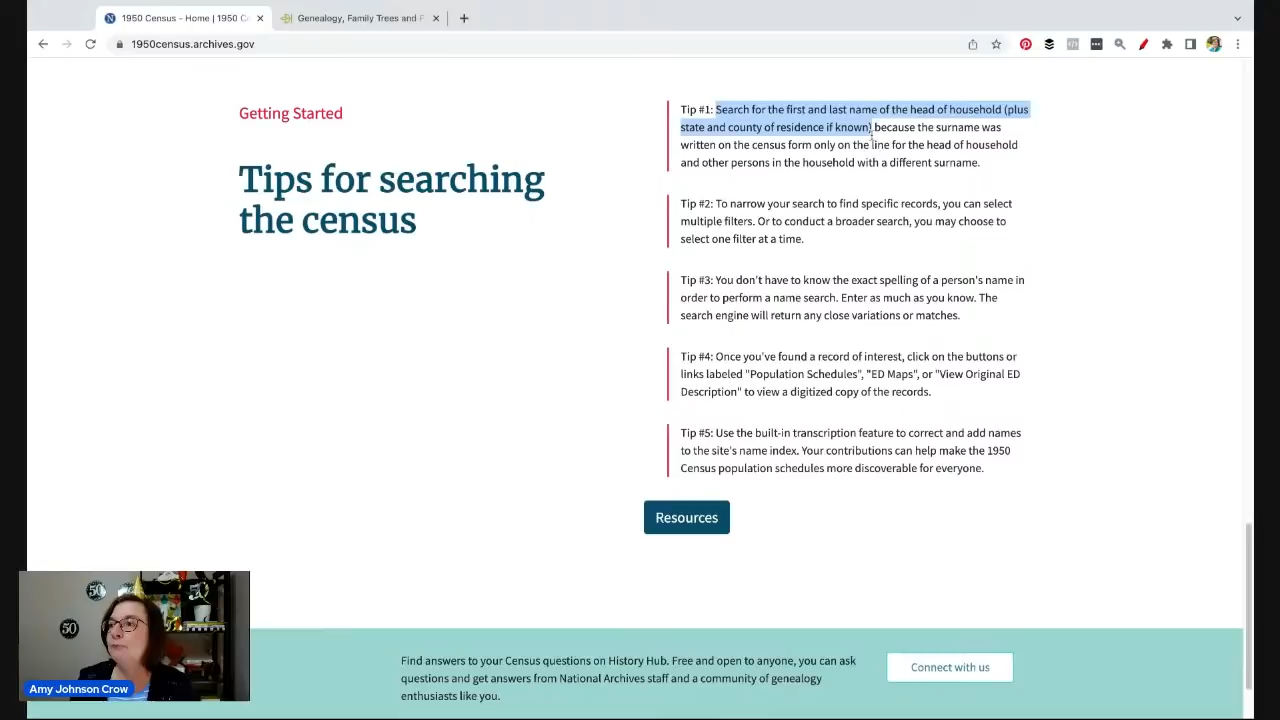 1950 Census - Home | 1950 C
Genealogy, Family Trees and F
1950census.archives.gov
Getting Started
Tips for searching
the census
Tip #1: Search for the first and last name of the head of household (plus
state and county of residence if known) because the surname was
written on the census form only on the line for the head of household
and other persons in the household with a different surname.
Tip #2: To narrow your search to find specific records, you can select
multiple filters. Or to conduct a broader search, you may choose to
select one filter at a time.
Tip #3: You don't have to know the exact spelling of a person's name in
order to perform a name search. Enter as much as you know. The
search engine will return any close variations or matches.
Tip #4: Once you've found a record of interest, click on the buttons or
links labeled "Population Schedules", "ED Maps", or "View Original ED
Description" to view a digitized copy of the records.
Tip #5: Use the built-in transcription feature to correct and add names
to the site's name index. Your contributions can help make the 1950
Census population schedules more discoverable for everyone.
Resources
50
50
50
Amy Johnson Crow
Find answers to your Census questions on History Hub. Free and open to anyone, you can ask
questions and get answers from National Archives staff and a community of genealogy
enthusiasts like you.
Connect with us